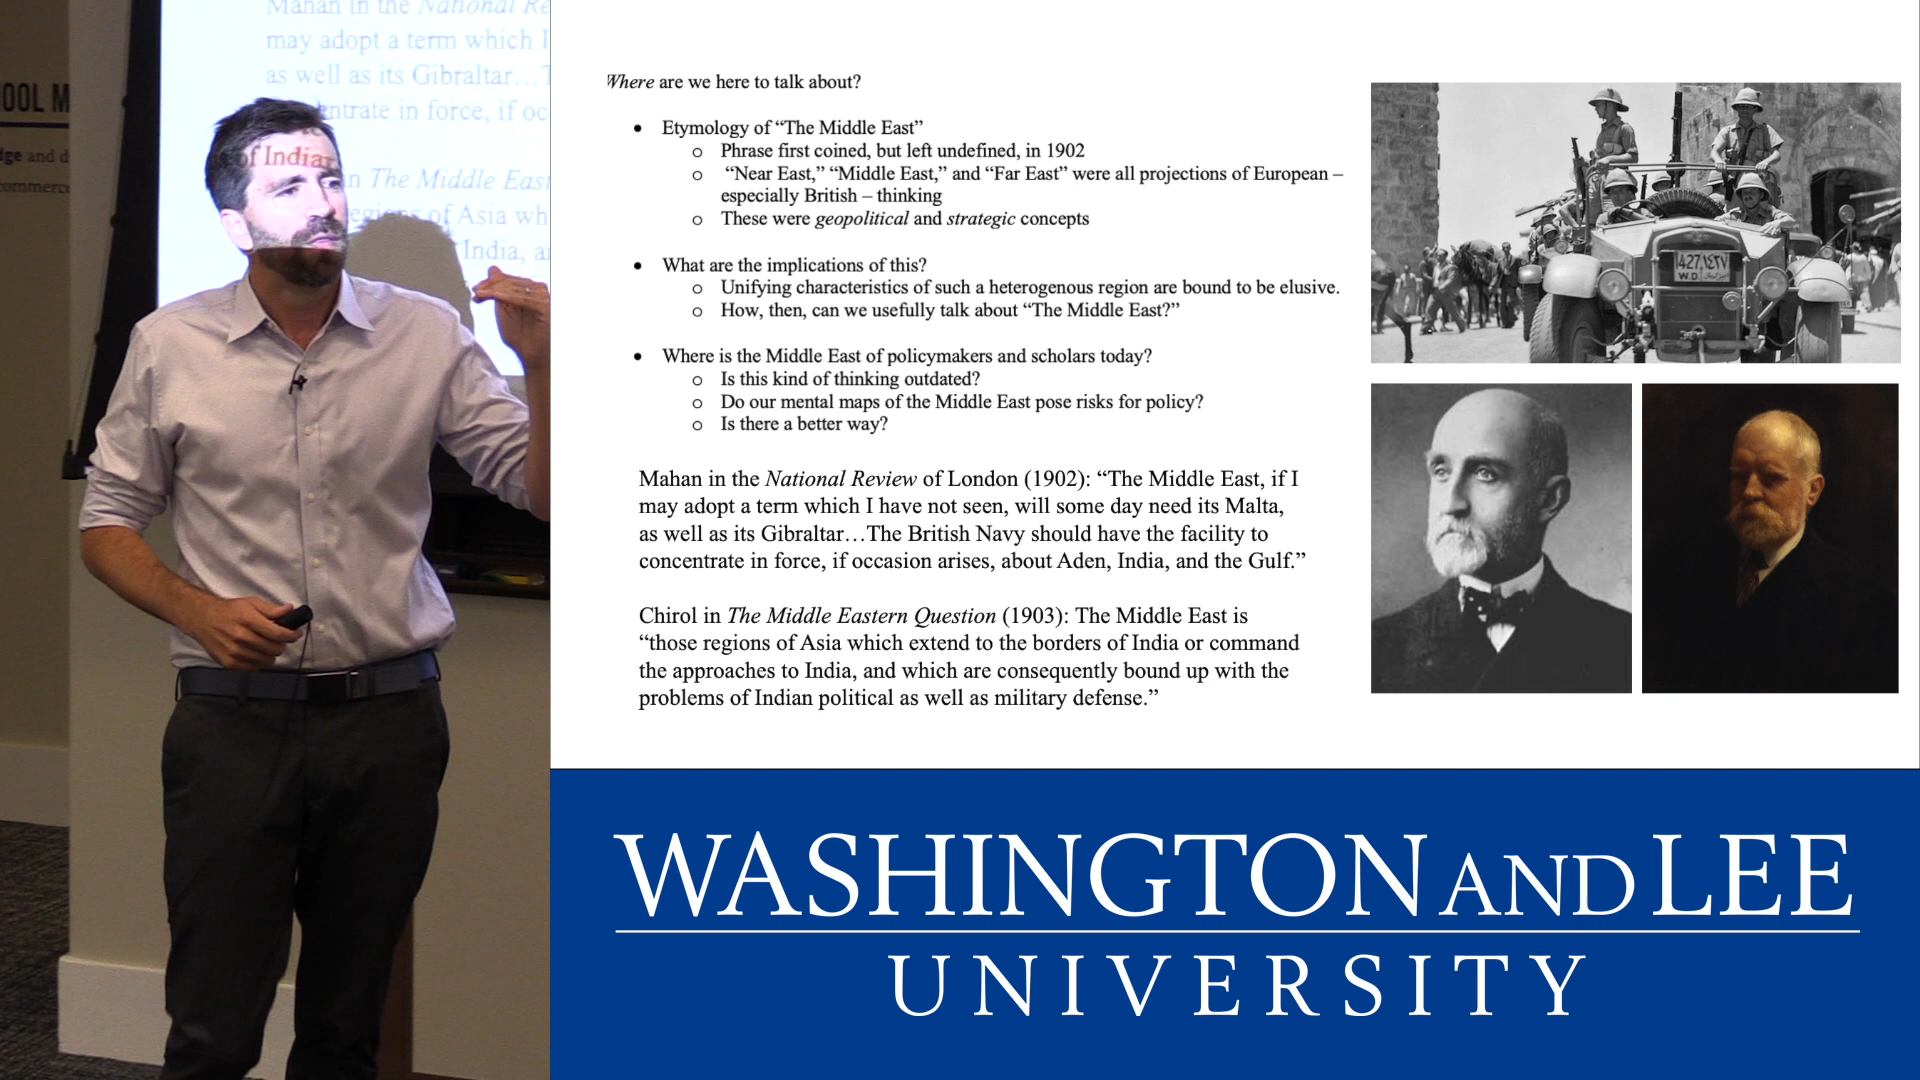 Mahan in the National Re
may adopt a term which I
as well as its Gibraltar…T
ntrate in force, if oc
of Indian
n The Middle East
egions of Asia wh
India, an
OOL M
dge and d
commerce
Where are we here to talk about?
• Etymology of “The Middle East”
o Phrase first coined, but left undefined, in 1902
o “Near East,” “Middle East,” and “Far East” were all projections of European –
especially British – thinking
o These were geopolitical and strategic concepts
• What are the implications of this?
o Unifying characteristics of such a heterogenous region are bound to be elusive.
o How, then, can we usefully talk about “The Middle East?”
• Where is the Middle East of policymakers and scholars today?
o Is this kind of thinking outdated?
o Do our mental maps of the Middle East pose risks for policy?
o Is there a better way?
Mahan in the National Review of London (1902): “The Middle East, if I
may adopt a term which I have not seen, will some day need its Malta,
as well as its Gibraltar…The British Navy should have the facility to
concentrate in force, if occasion arises, about Aden, India, and the Gulf.”
Chirol in The Middle Eastern Question (1903): The Middle East is
“those regions of Asia which extend to the borders of India or command
the approaches to India, and which are consequently bound up with the
problems of Indian political as well as military defense.”
1427 ١٤٢٧
W.D.
WASHINGTON AND LEE
UNIVERSITY